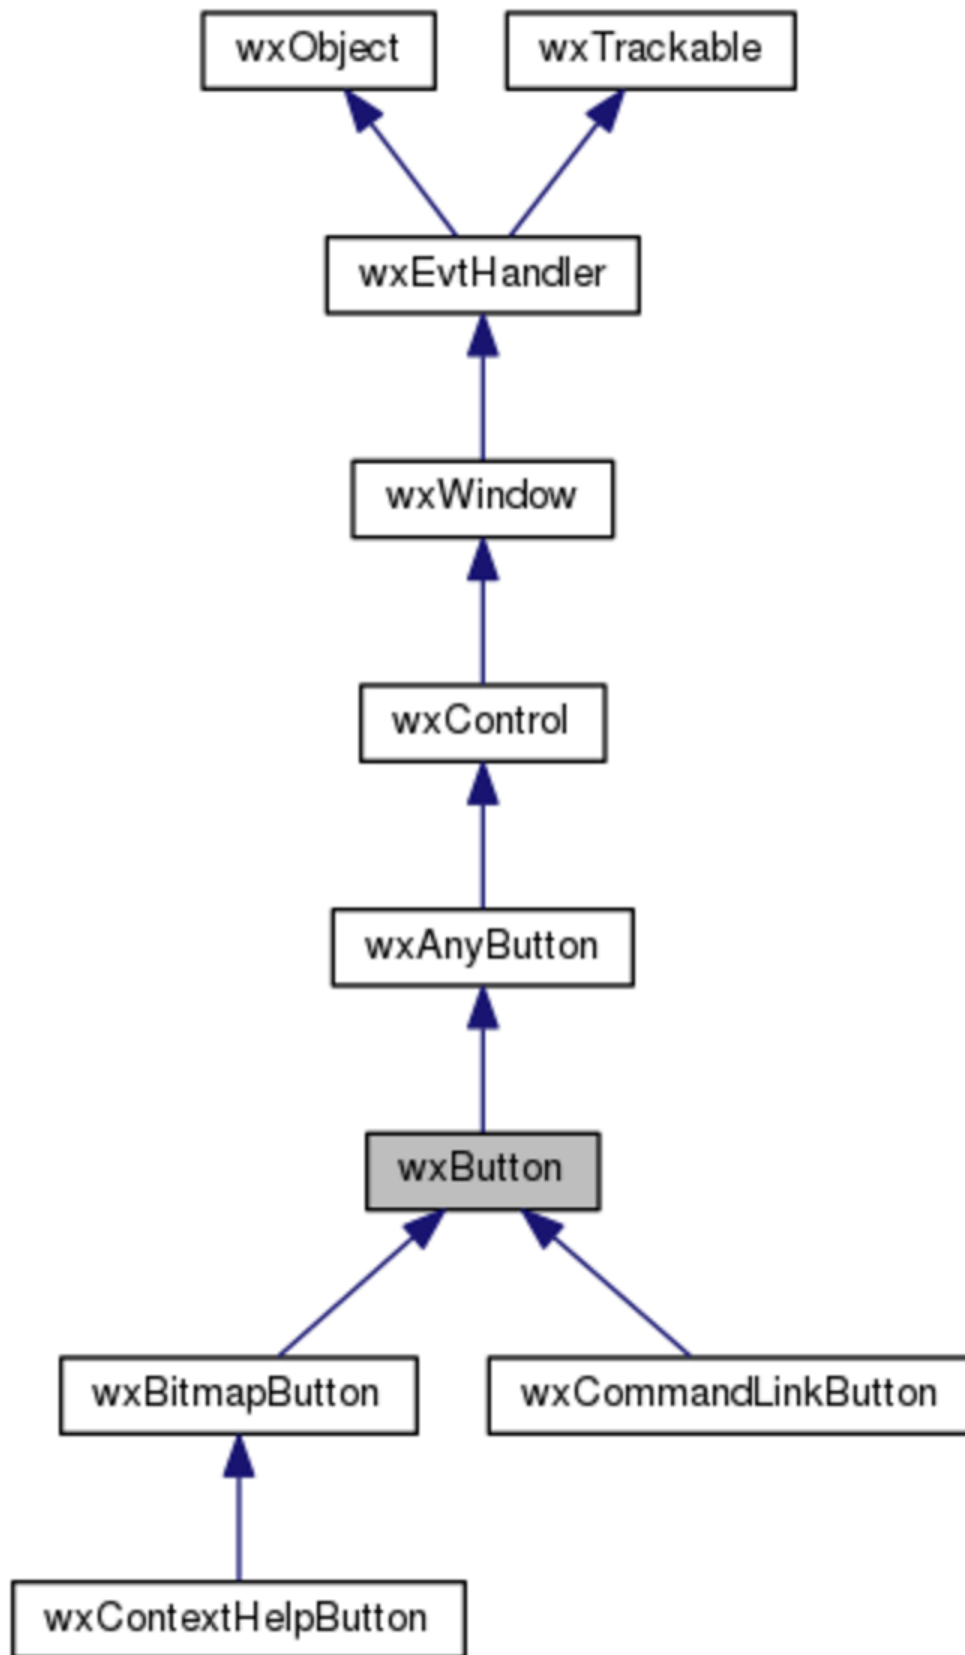 wxObject
wxTrackable
wxEvtHandler
wxWindow
wxControl
wxAnyButton
wxButton
wxBitmapButton
wxCommandLinkButton
wxContextHelpButton